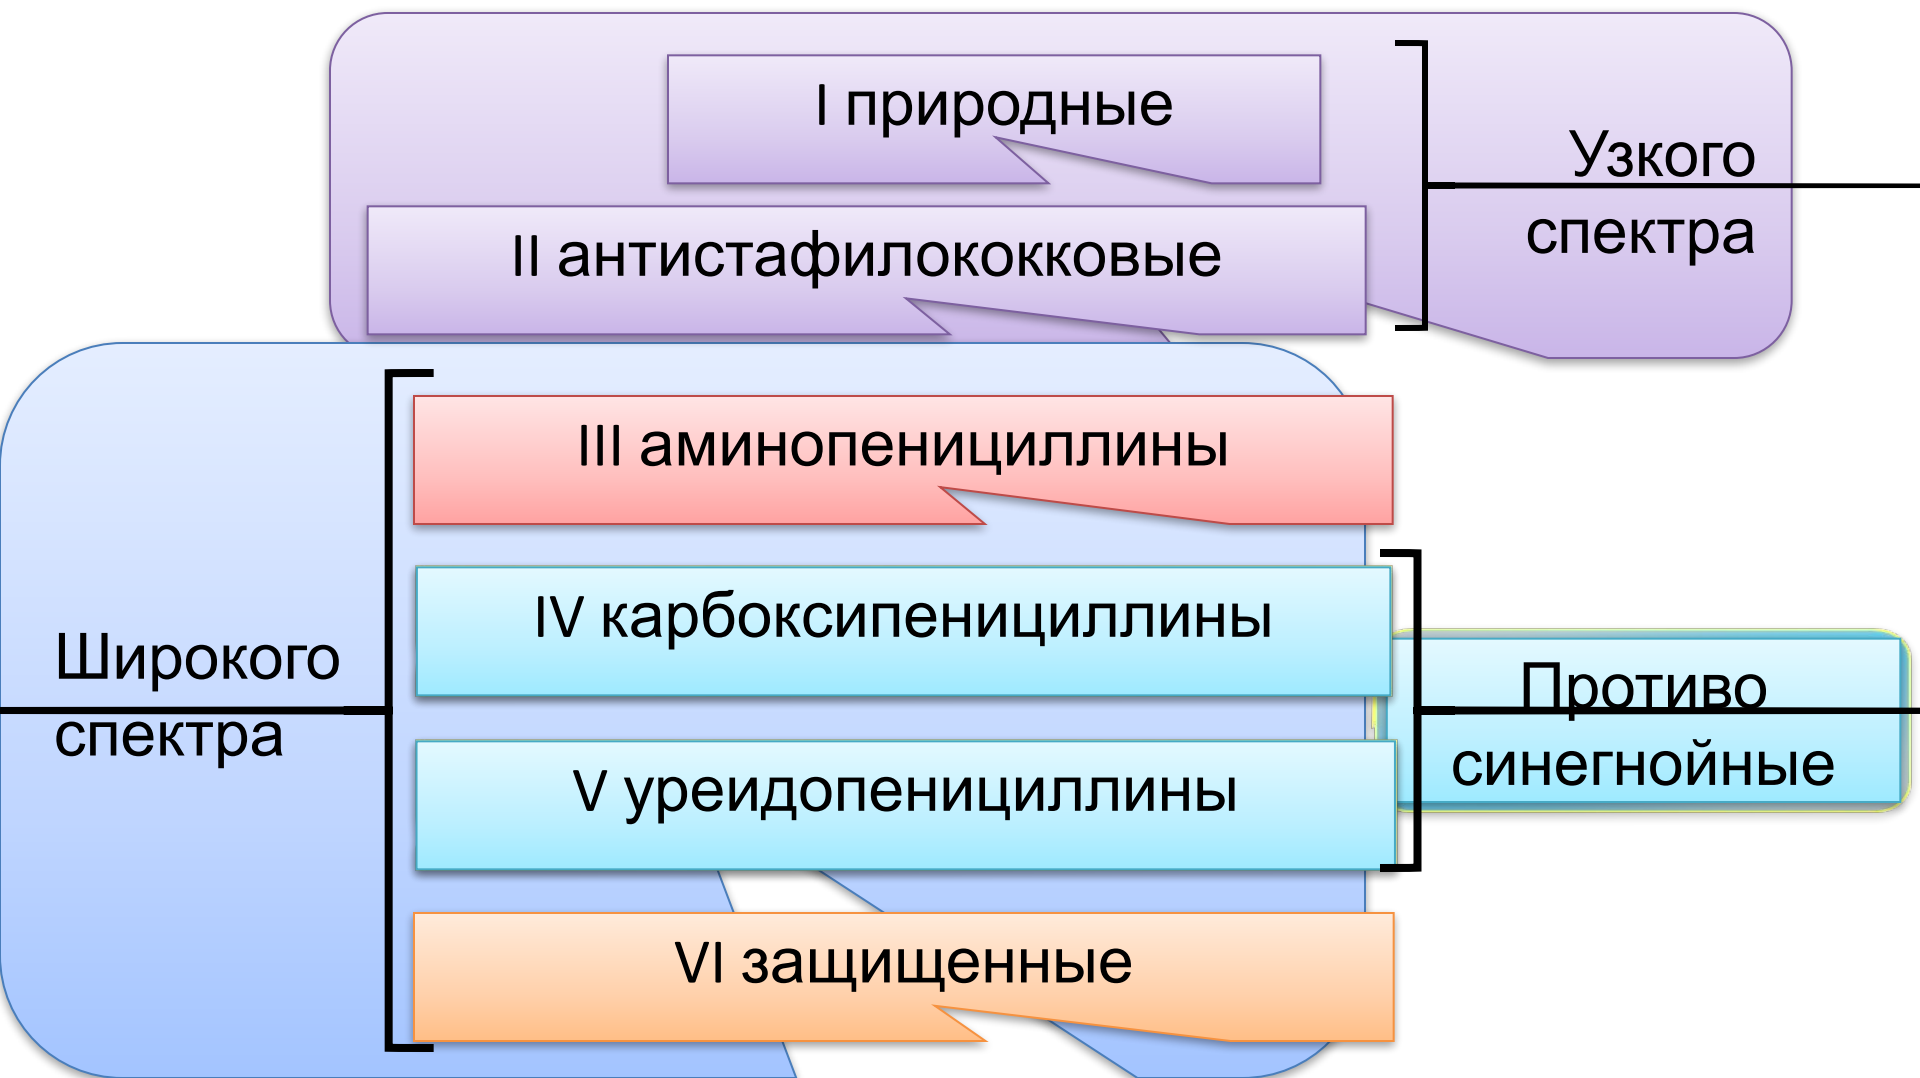 I природные
Узкого
спектра
II антистафилококковые
III аминопенициллины
IV карбоксипенициллины
Широкого
спектра
Противо
синегнойные
V уреидопенициллины
VI защищенные